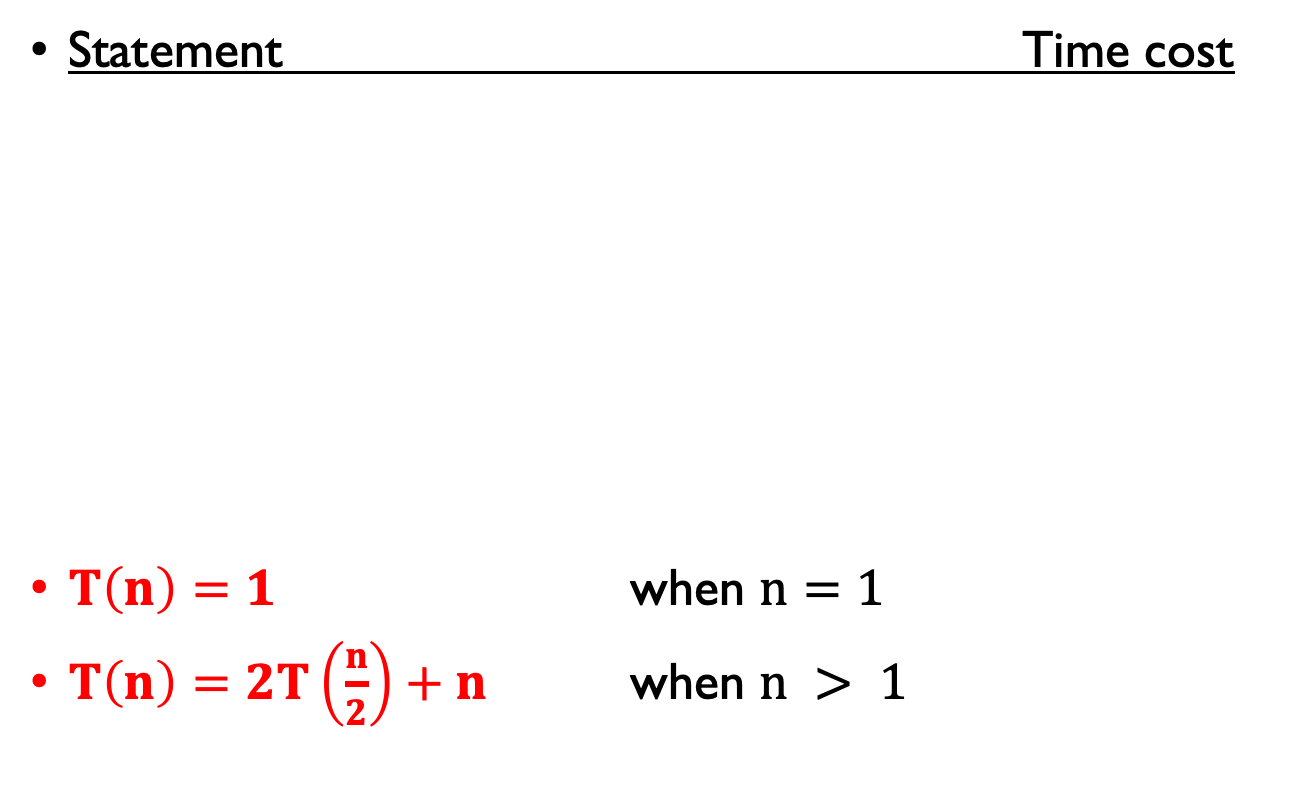 • Statement Time cost
• T(n) = 1 when n = 1
• T(n) = 2T(n/2) + n when n > 1